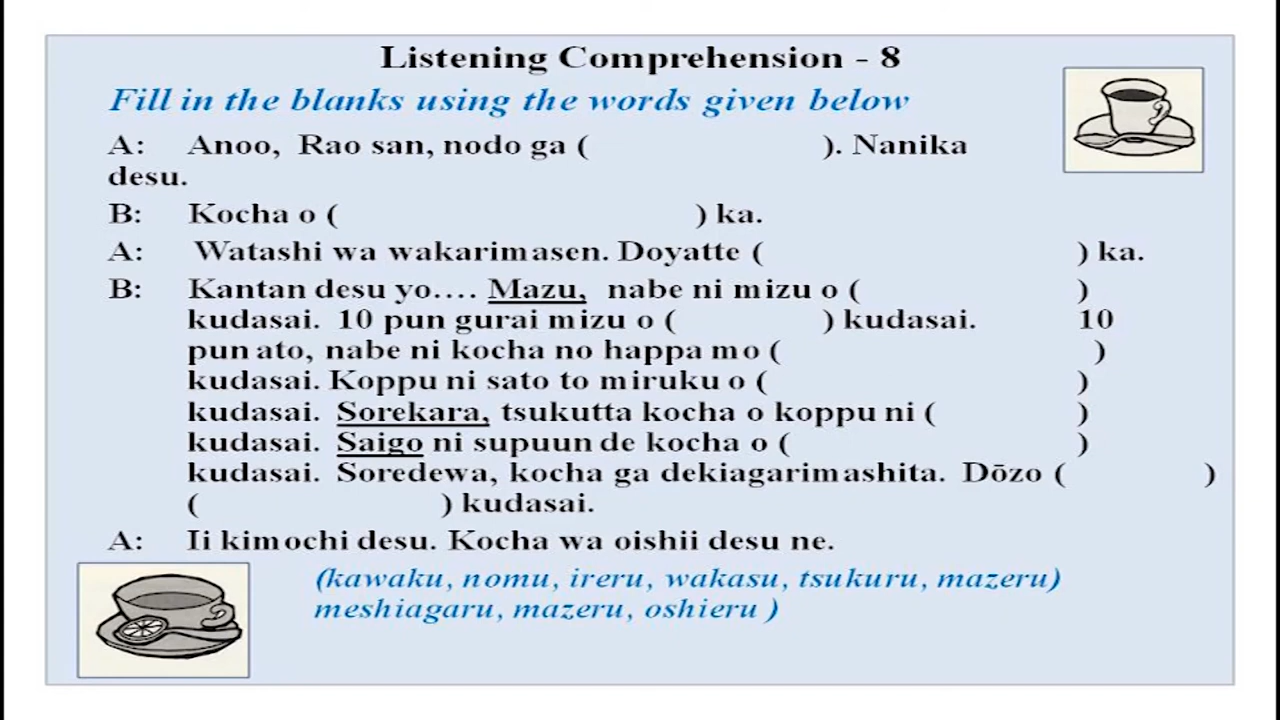 Listening Comprehension - 8
Fill in the blanks using the words given below
A: Anoo, Rao san, nodo ga ( ). Nanika
desu.
B: Kocha o ( ) ka.
A: Watashi wa wakarimasen. Doyatte ( ) ka.
B: Kantan desu yo.... Mazu, nabe ni mizu o ( )
kudasai. 10 pun gurai mizu o ( ) kudasai. 10
pun ato, nabe ni kocha no happa mo ( )
kudasai. Koppu ni sato to miruku o ( )
kudasai. Sorekara, tsukutta kocha o koppu ni ( )
kudasai. Saigo ni supuun de kocha o ( )
kudasai. Soredewa, kocha ga dekiagarimashita. Dōzo ( )
( ) kudasai.
A: Ii kimochi desu. Kocha wa oishii desu ne.
(kawaku, nomu, ireru, wakasu, tsukuru, mazeru)
meshiagaru, mazeru, oshieru )